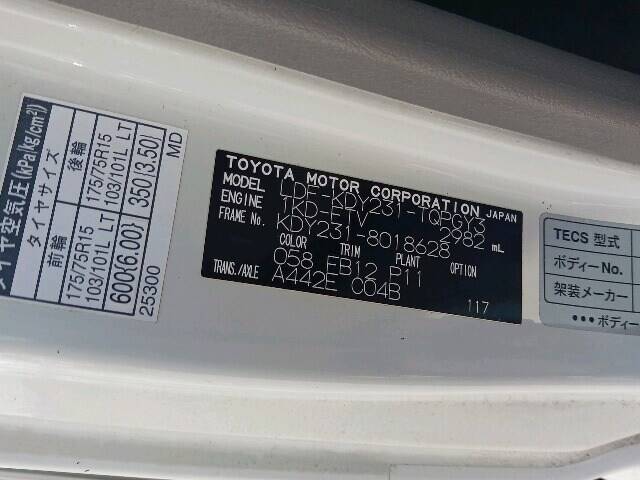 タイヤ空気圧(kPa{kg/cm²})
タイヤサイズ
前輪 後輪
175/75R15 175/75R15
103/101L LT 103/101L LT
600{6.00} 350{3.50}
25300 MD
TOYOTA MOTOR CORPORATION JAPAN
MODEL LDF-KDY231-TQPGY3
ENGINE 1KD-FTV 2982 mL
FRAME No. KDY231-8018628
COLOR TRIM PLANT OPTION
058 FB12 P11
TRANS./AXLE A442E C04B
117
TECS 型式
ボディーNo.
架装メーカー
●●●ボディー